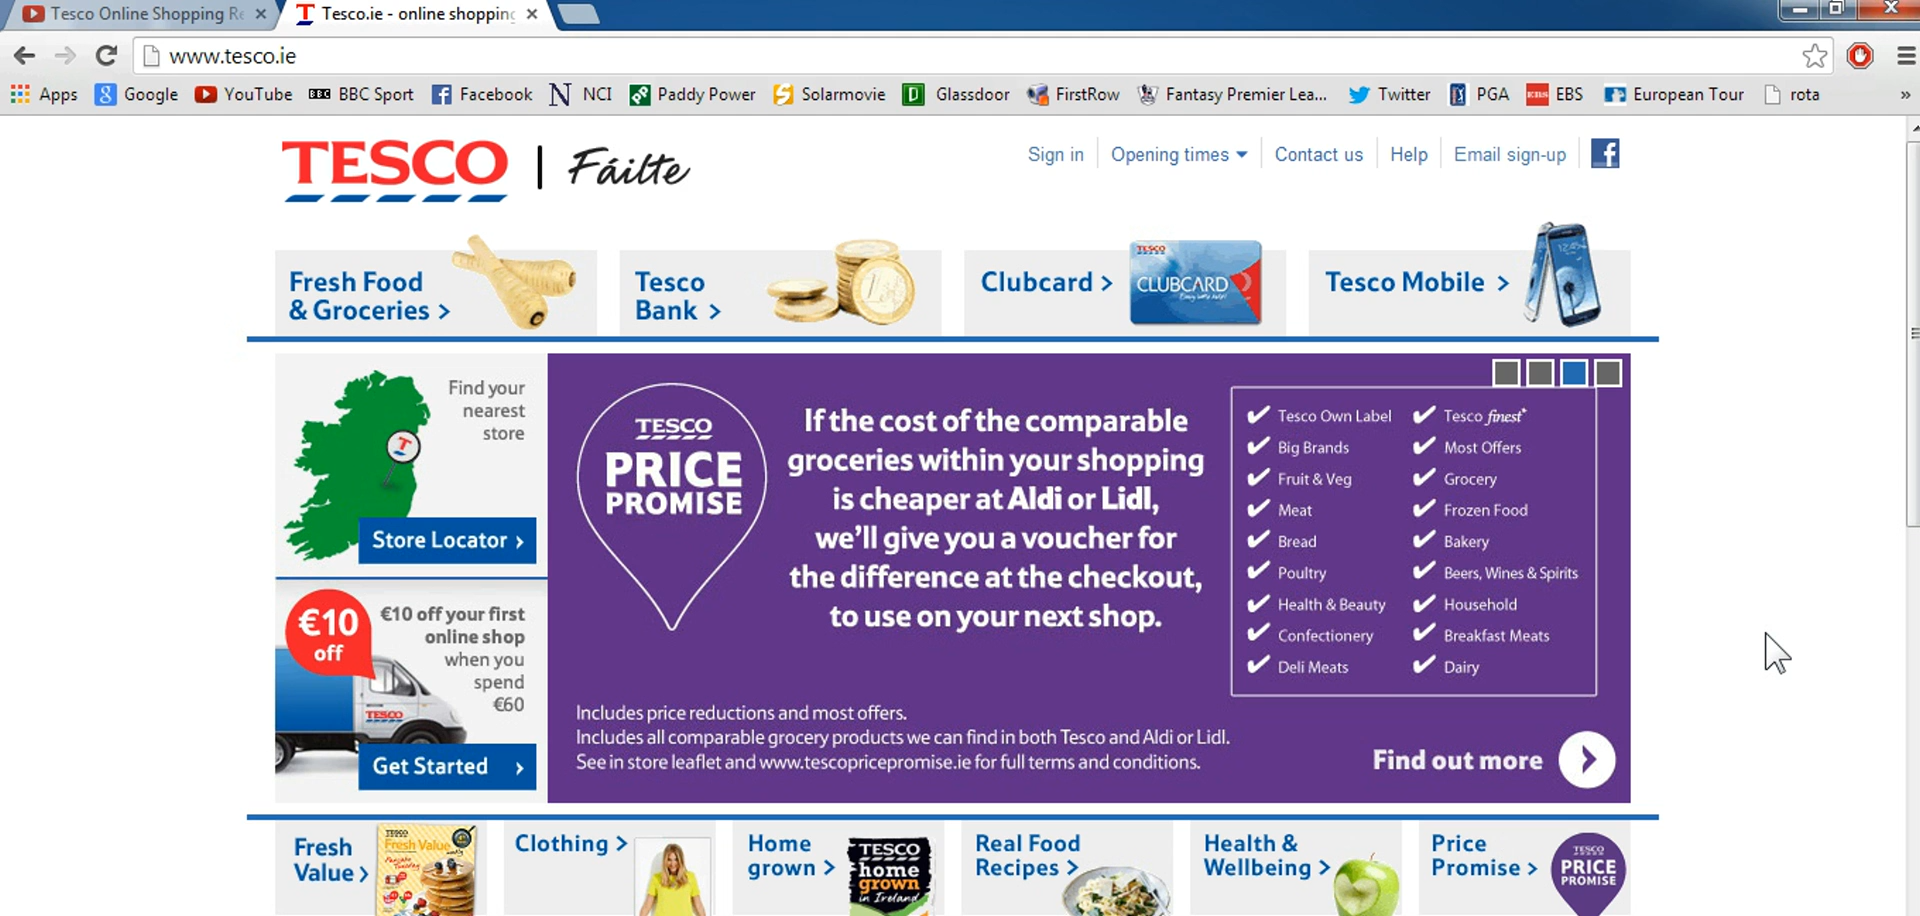 Tesco Online Shopping Re
Tesco.ie - online shopping
www.tesco.ie
Apps
Google
YouTube
BBC
BBC Sport
Facebook
N
NCI
Paddy Power
Solarmovie
Glassdoor
FirstRow
Fantasy Premier Lea...
Twitter
PGA
EBS
European Tour
rota
»
TESCO | Fáilte
Sign in
Opening times
Contact us
Help
Email sign-up
Fresh Food
& Groceries >
Tesco
Bank >
Clubcard >
TESCO
CLUBCARD
Tesco Mobile >
12:45
Find your
nearest
store
T
Store Locator ›
€10
off
€10 off your first
online shop
when you
spend
€60
TESCO
Get Started ›
TESCO
PRICE
PROMISE
If the cost of the comparable
groceries within your shopping
is cheaper at Aldi or Lidl,
we'll give you a voucher for
the difference at the checkout,
to use on your next shop.
✔ Tesco Own Label
✔ Big Brands
✔ Fruit & Veg
✔ Meat
✔ Bread
✔ Poultry
✔ Health & Beauty
✔ Confectionery
✔ Deli Meats
✔ Tesco finest*
✔ Most Offers
✔ Grocery
✔ Frozen Food
✔ Bakery
✔ Beers, Wines & Spirits
✔ Household
✔ Breakfast Meats
✔ Dairy
Includes price reductions and most offers.
Includes all comparable grocery products we can find in both Tesco and Aldi or Lidl.
See in store leaflet and www.tescopricepromise.ie for full terms and conditions.
Find out more
Fresh
Value >
TESCO
Fresh Value
Clothing >
Home
grown >
TESCO
home
grown
in Ireland
Real Food
Recipes >
Health &
Wellbeing >
Price
Promise >
TESCO
PRICE
PROMISE